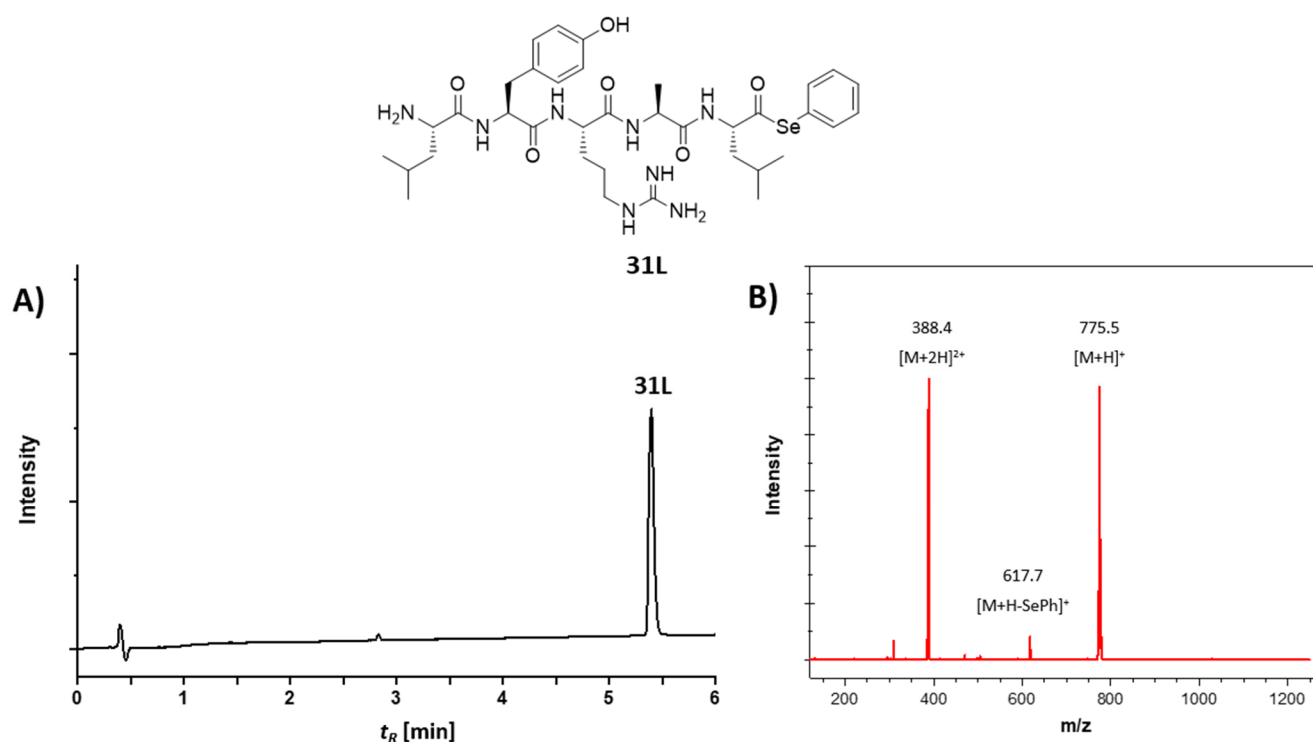 OH
O
H
N
O
H
N
O
H₂N
N
H
O
N
H
O
Se
NH
N
H
NH₂
31L
A)
31L
Intensity
0
1
2
3
4
5
6
tR [min]
B)
388.4
[M+2H]²⁺
775.5
[M+H]⁺
617.7
[M+H-SePh]⁺
Intensity
200
400
600
800
1000
1200
m/z